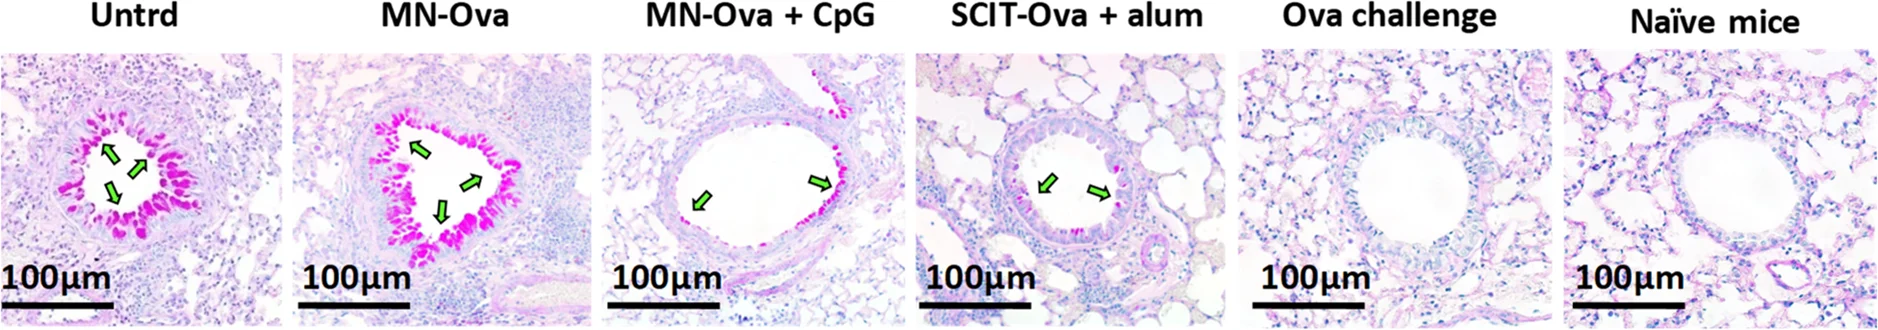 Untrd
MN-Ova
MN-Ova + CpG
SCIT-Ova + alum
Ova challenge
Naïve mice
100μm
100μm
100μm
100μm
100μm
100μm